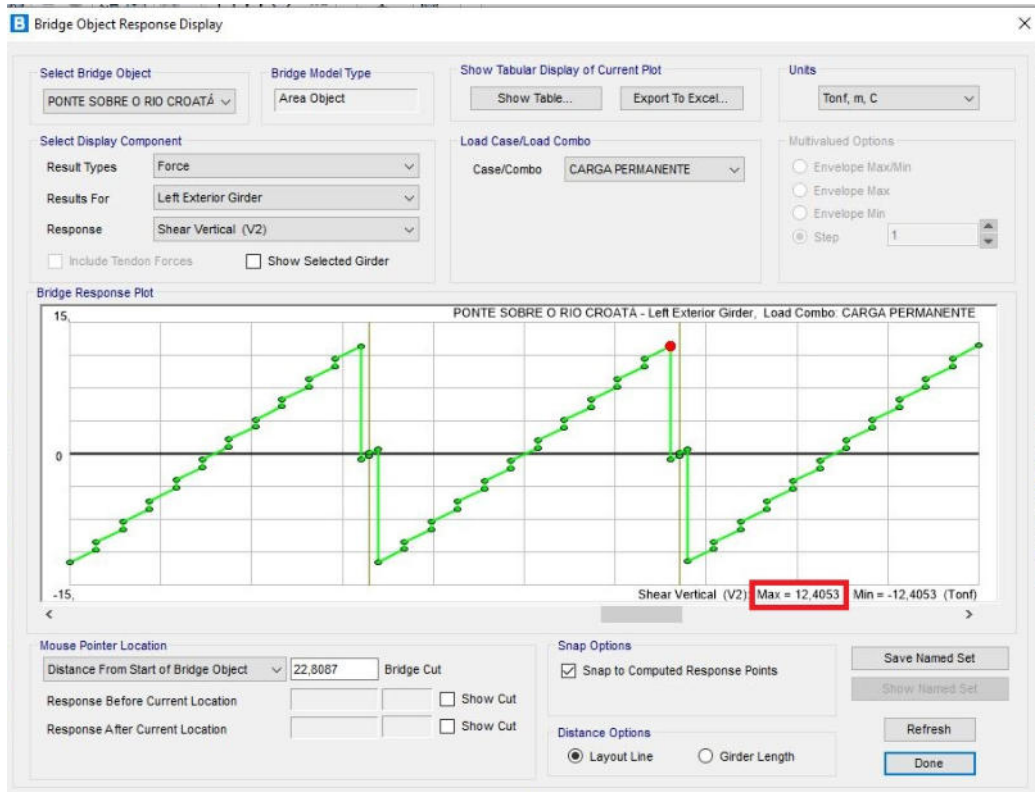 B Bridge Object Response Display
Select Bridge Object
PONTE SOBRE O RIO CROATÁ
Bridge Model Type
Area Object
Show Tabular Display of Current Plot
Show Table...
Export To Excel...
Units
Tonf, m, C
Select Display Component
Result Types
Force
Results For
Left Exterior Girder
Response
Shear Vertical (V2)
Include Tendon Forces
Show Selected Girder
Load Case/Load Combo
Case/Combo
CARGA PERMANENTE
Multivalued Options
Envelope Max/Min
Envelope Max
Envelope Min
Step
1
Bridge Response Plot
15,
PONTE SOBRE O RIO CROATÁ - Left Exterior Girder, Load Combo: CARGA PERMANENTE
0
-15,
Shear Vertical (V2): Max = 12,4053 Min = -12,4053 (Tonf)
Mouse Pointer Location
Distance From Start of Bridge Object
22,8087
Bridge Cut
Response Before Current Location
Show Cut
Response After Current Location
Show Cut
Snap Options
Snap to Computed Response Points
Distance Options
Layout Line
Girder Length
Save Named Set
Show Named Set
Refresh
Done